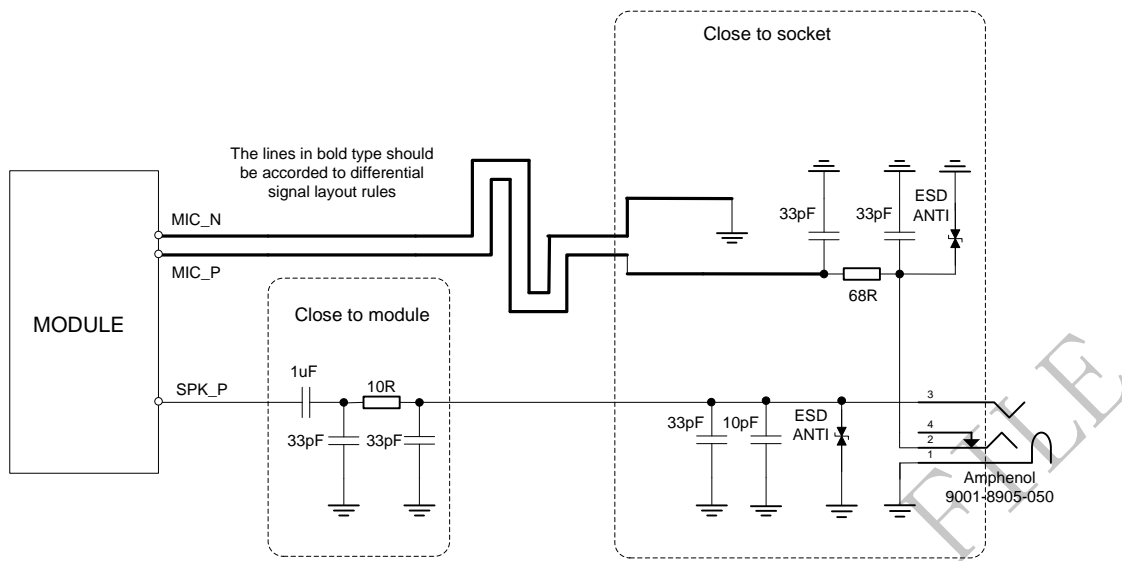 Close to socket
The lines in bold type should
be accorded to differential
signal layout rules
MIC_N
MIC_P
MODULE
33pF
33pF
ESD
ANTI
68R
Close to module
1uF
10R
SPK_P
33pF
33pF
33pF
10pF
ESD
ANTI
3
4
2
1
Amphenol
9001-8905-050
FILE